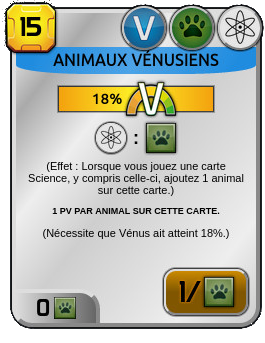 15
V
ANIMAUX VÉNUSIENS
18%
V
:
(Effet : Lorsque vous jouez une carte
Science, y compris celle-ci, ajoutez 1 animal
sur cette carte.)
1 PV PAR ANIMAL SUR CETTE CARTE.
(Nécessite que Vénus ait atteint 18%.)
0
1/